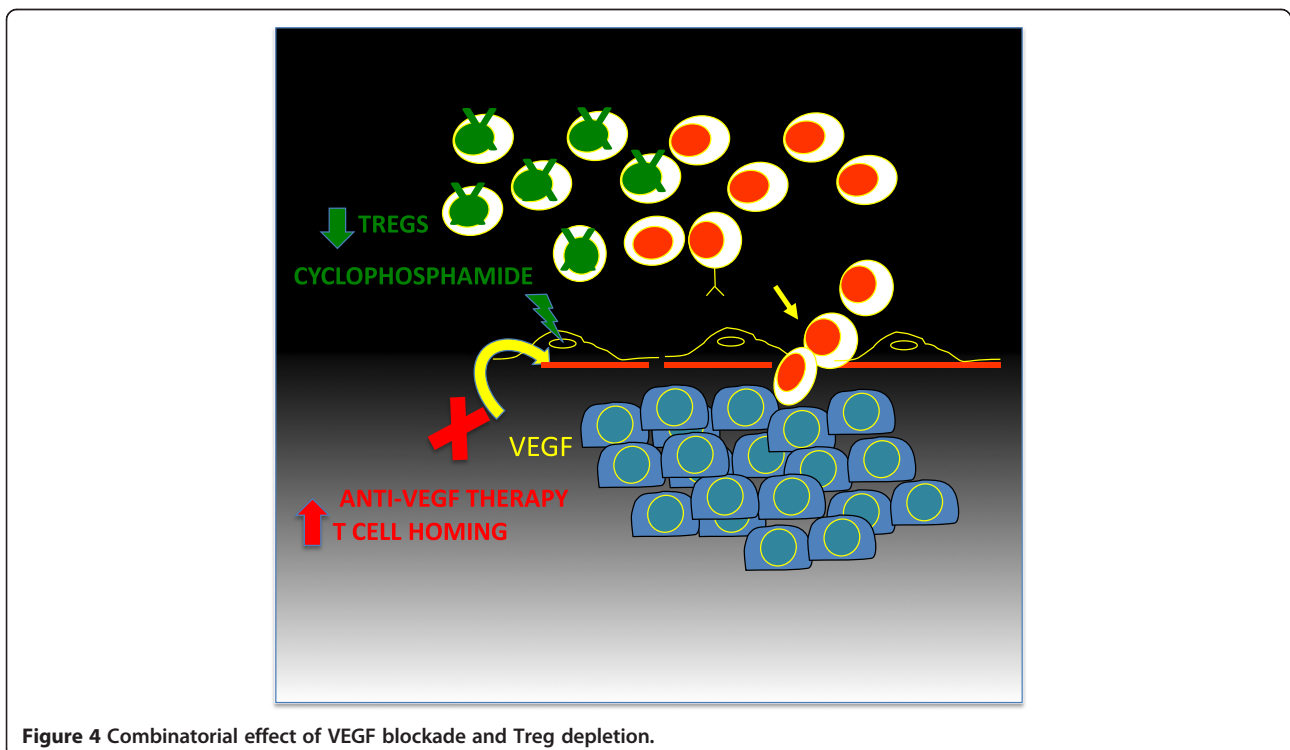 TREGS
CYCLOPHOSPHAMIDE
VEGF
ANTI-VEGF THERAPY
T CELL HOMING
Figure 4 Combinatorial effect of VEGF blockade and Treg depletion.